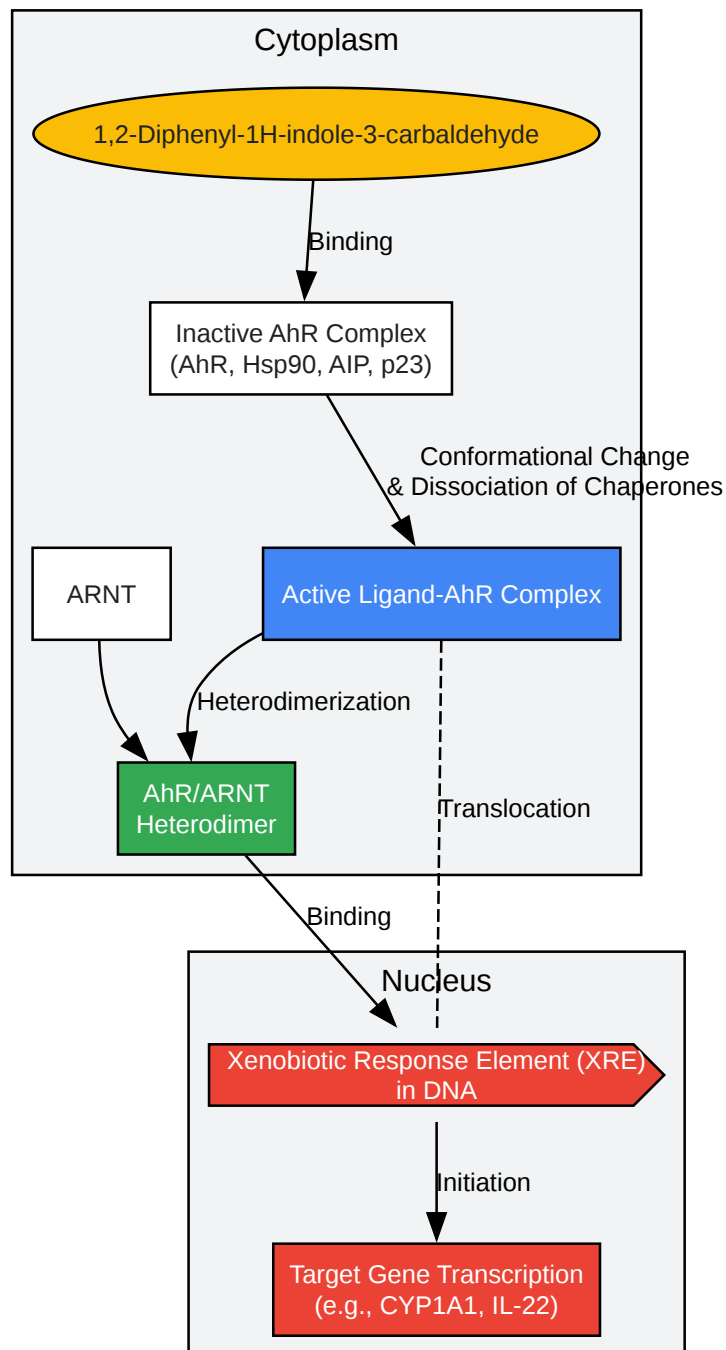 Cytoplasm
1,2-Diphenyl-1H-indole-3-carbaldehyde
Binding
Inactive AhR Complex
(AhR, Hsp90, AIP, p23)
Conformational Change
& Dissociation of Chaperones
ARNT
Active Ligand-AhR Complex
Heterodimerization
AhR/ARNT
Heterodimer
Translocation
Binding
Nucleus
Xenobiotic Response Element (XRE)
in DNA
Initiation
Target Gene Transcription
(e.g., CYP1A1, IL-22)